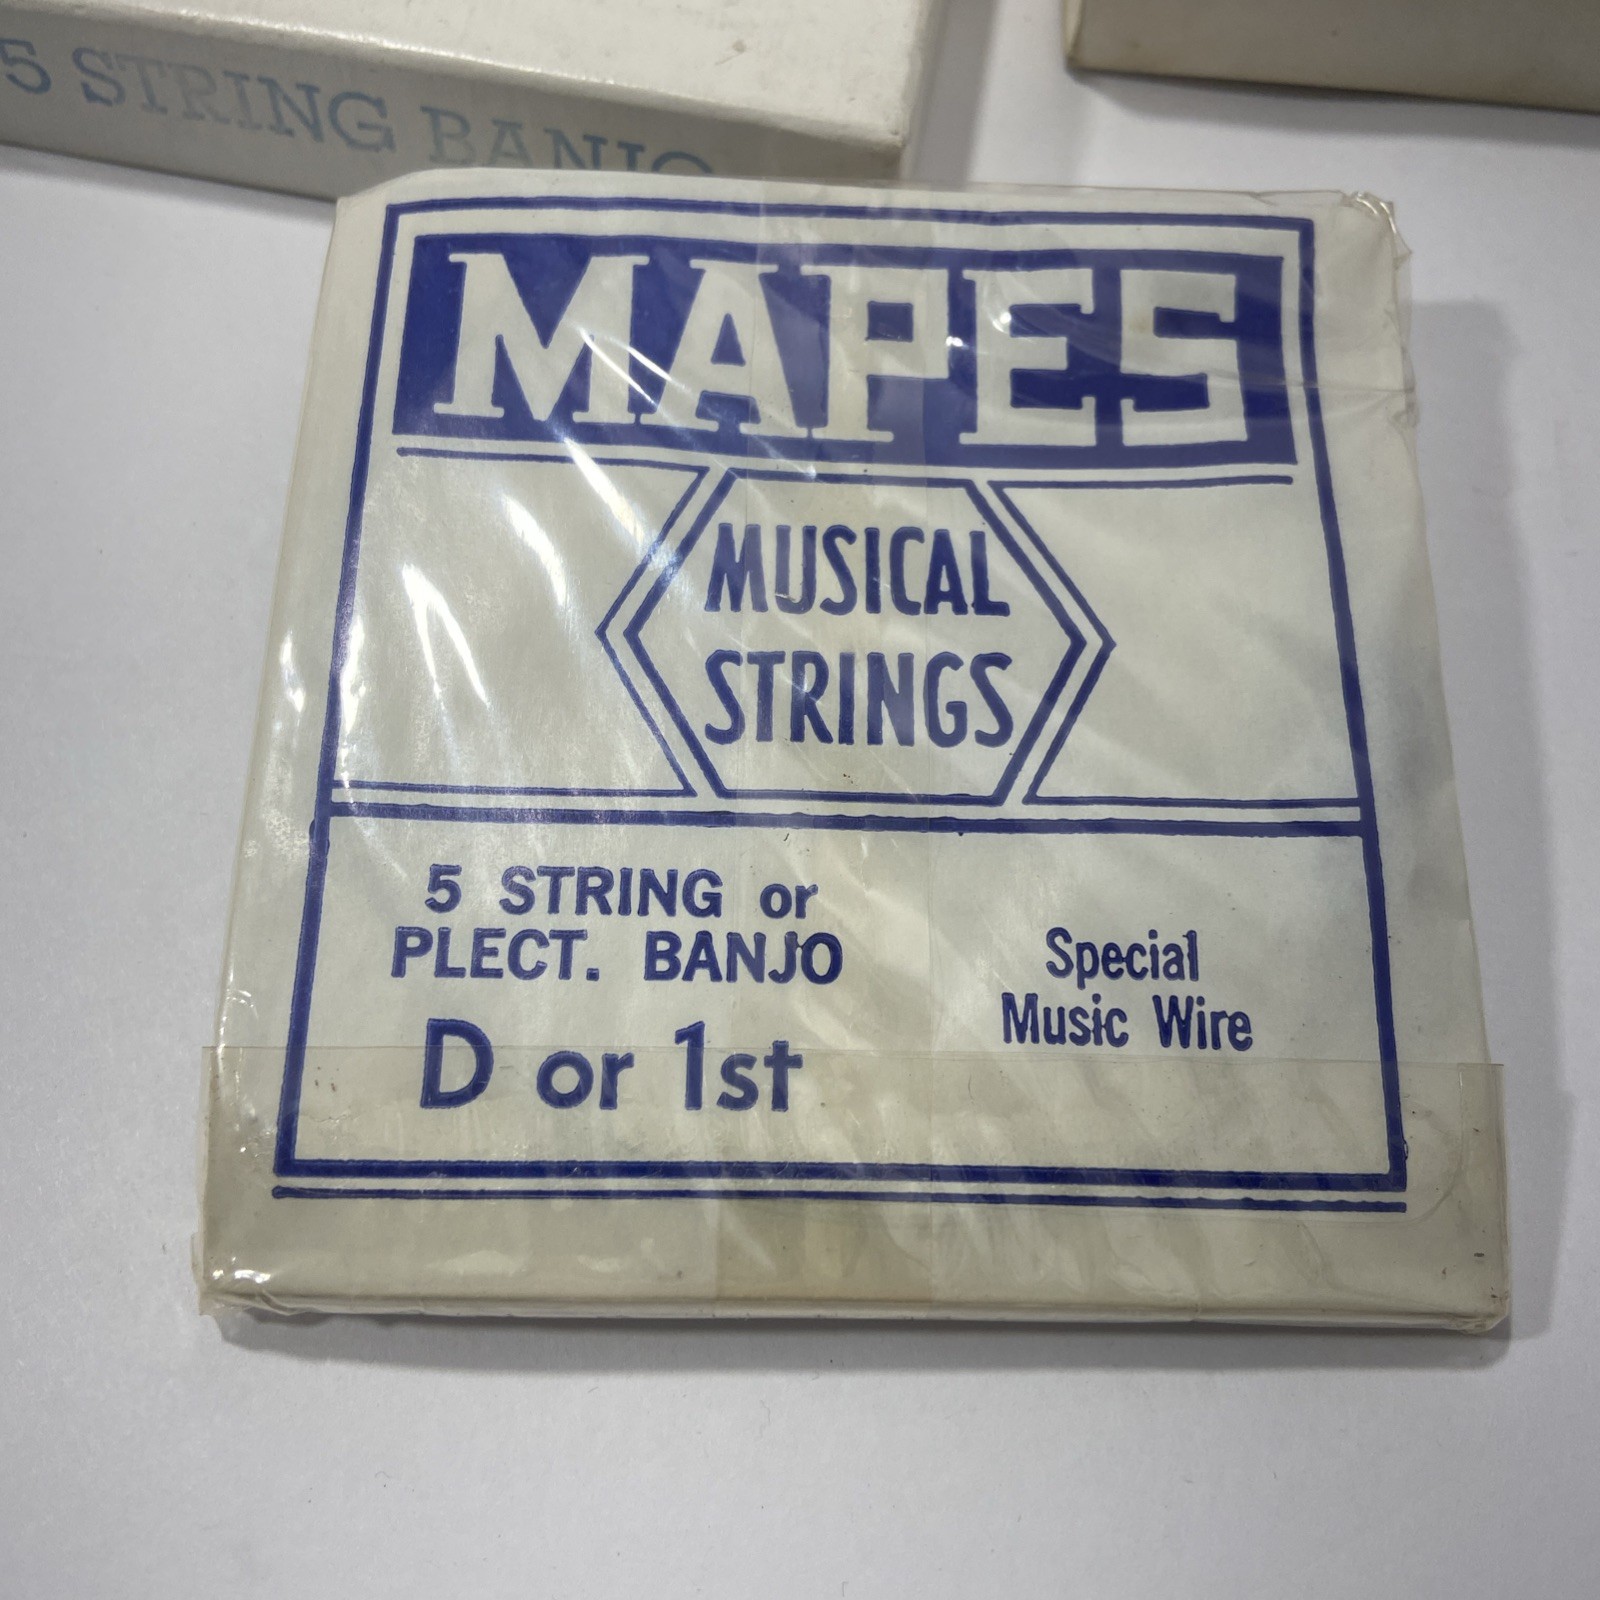 5 STRING BANJO
MAPES
MUSICAL
STRINGS
5 STRING or
PLECT. BANJO
D or 1st
Special
Music Wire